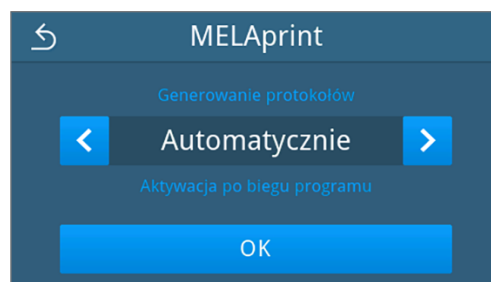 MELAprint
Generowanie protokołów
Automatycznie
Aktywacja po biegu programu
OK